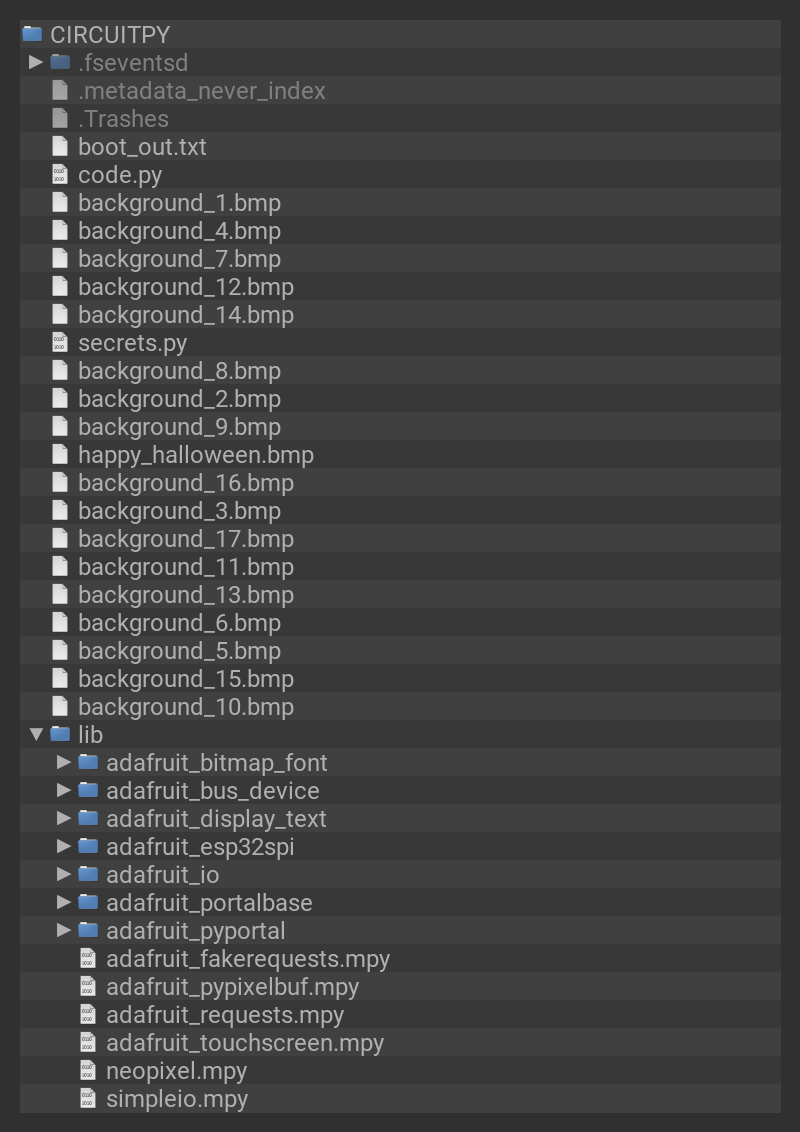 CIRCUITPY
.fseventsd
.metadata_never_index
.Trashes
boot_out.txt
code.py
background_1.bmp
background_4.bmp
background_7.bmp
background_12.bmp
background_14.bmp
secrets.py
background_8.bmp
background_2.bmp
background_9.bmp
happy_halloween.bmp
background_16.bmp
background_3.bmp
background_17.bmp
background_11.bmp
background_13.bmp
background_6.bmp
background_5.bmp
background_15.bmp
background_10.bmp
lib
adafruit_bitmap_font
adafruit_bus_device
adafruit_display_text
adafruit_esp32spi
adafruit_io
adafruit_portalbase
adafruit_pyportal
adafruit_fakerequests.mpy
adafruit_pypixelbuf.mpy
adafruit_requests.mpy
adafruit_touchscreen.mpy
neopixel.mpy
simpleio.mpy